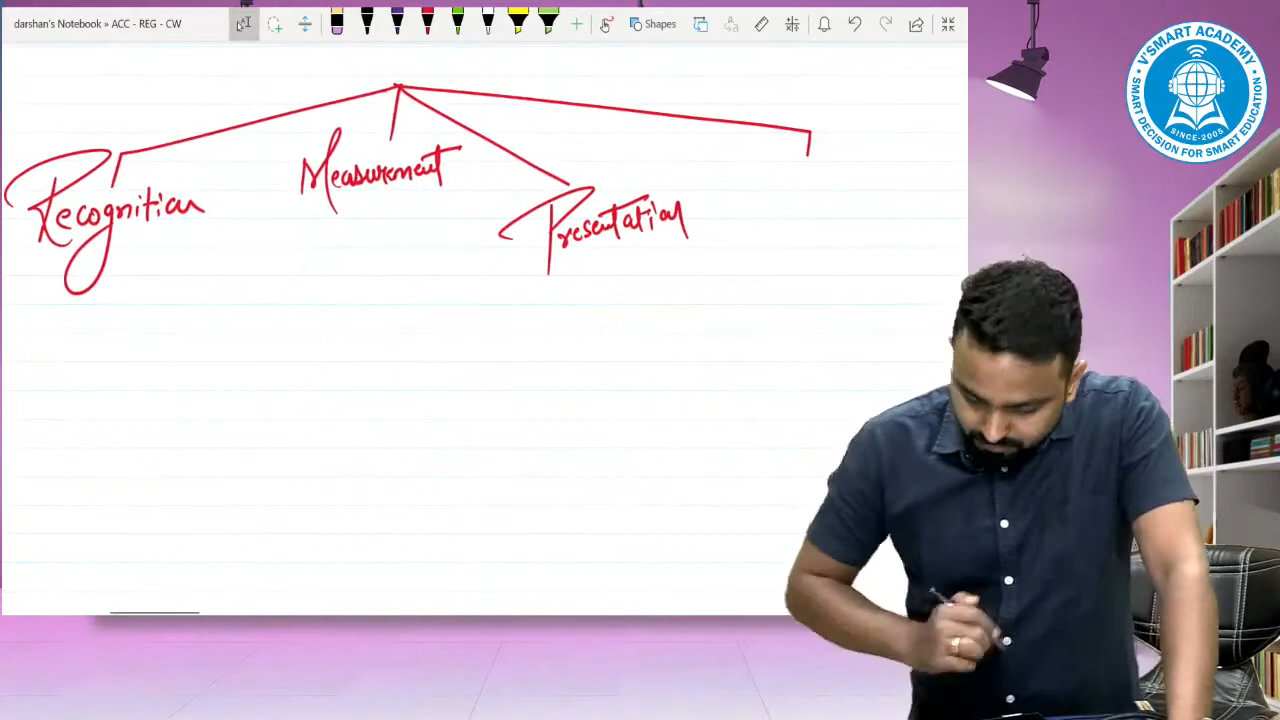 darshan's Notebook » ACC - REG - CW
Shapes
V'SMART ACADEMY
SINCE-2005
SMART DECISION FOR SMART EDUCATION
Recognition
Measurement
Presentation